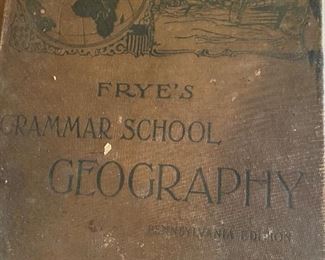 FRYE'S
GRAMMAR SCHOOL
GEOGRAPHY
PENNSYLVANIA EDITION